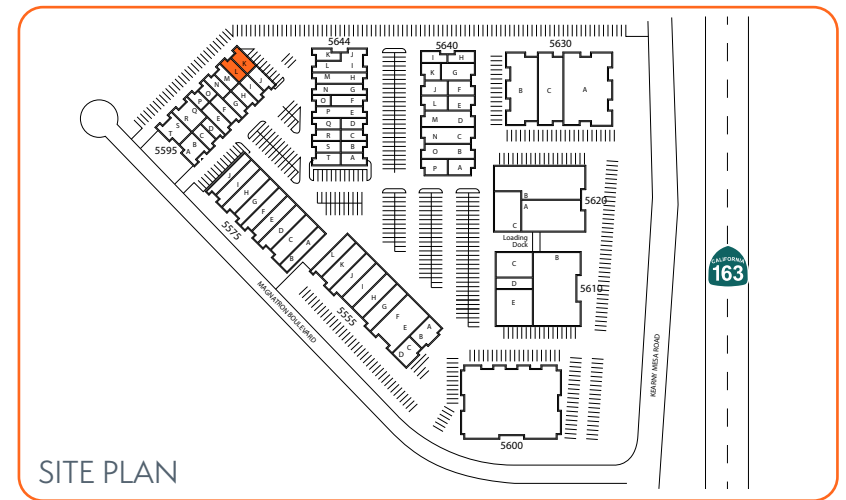 5644
K J
L I
M H
N G
O F
P E
Q D
R C
S B
T A
5640
I H
K G
J F
L E
M D
N C
O B
P A
5630
B C A
K
L
J
M
I
N
H
O
G
P
F
Q
E
R
D
S
C
T
B
A
5595
J
I
H
G
F
E
D
C
A
B
5575
L
K
J
I
H
G
F
E
A
B
C
D
5555
MAGNATRON BOULEVARD
B
A
C
5620
Loading
Dock
C
B
D
E
5610
5600
KEARNY MESA ROAD
CALIFORNIA
163
SITE PLAN